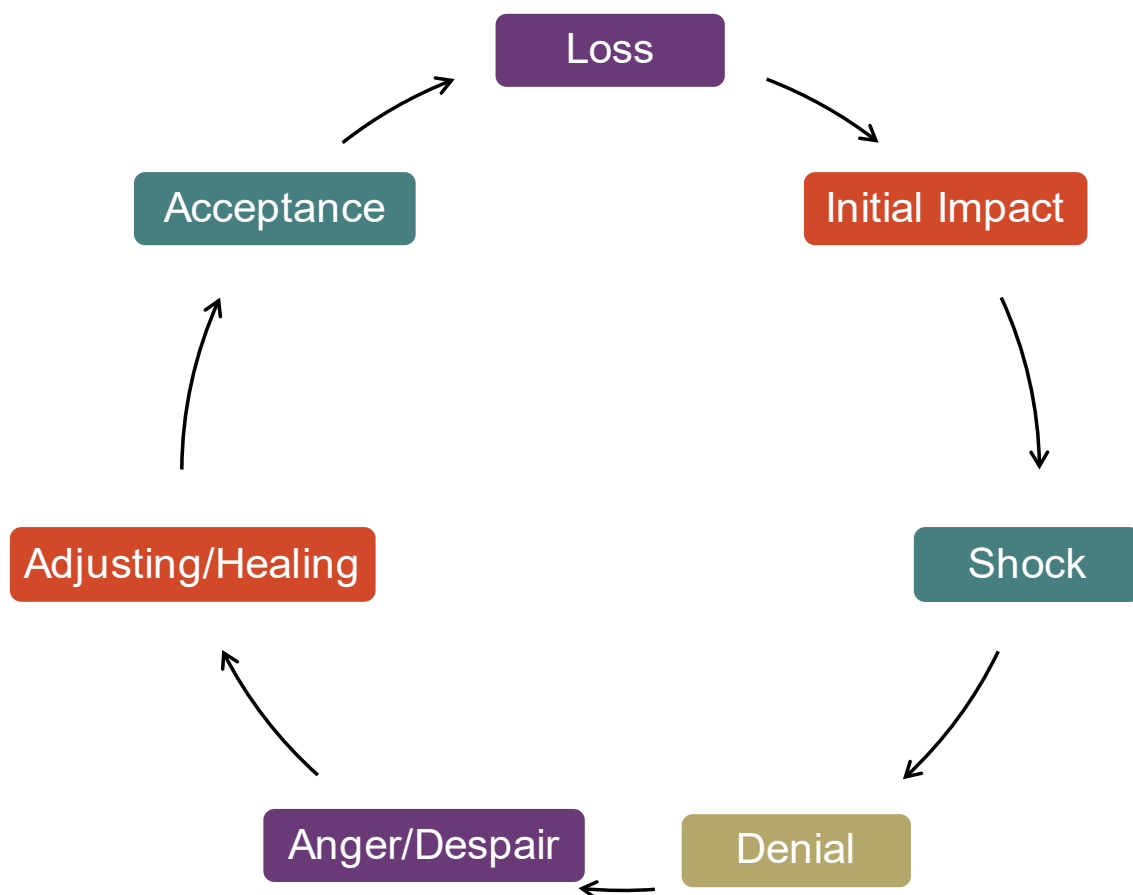 Loss
Initial Impact
Shock
Denial
Anger/Despair
Adjusting/Healing
Acceptance